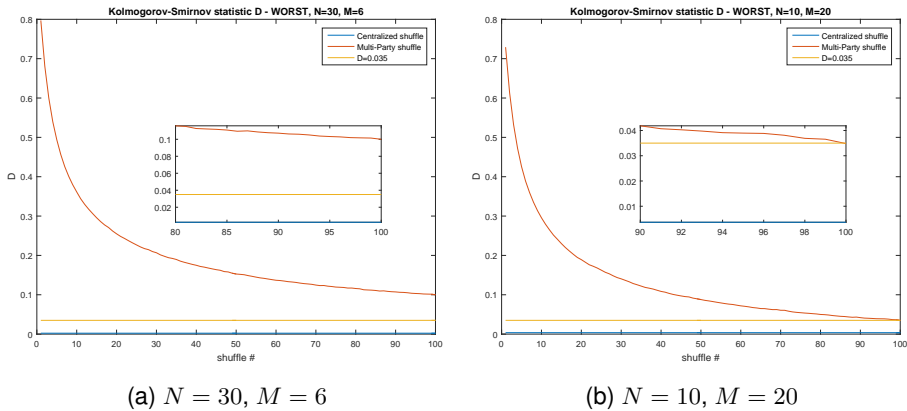 Kolmogorov-Smirnov statistic D - WORST, N=30, M=6
Centralized shuffle
Multi-Party shuffle
D=0.035
D
0.8
0.7
0.6
0.5
0.4
0.3
0.2
0.1
0
0.1
0.08
0.06
0.04
0.02
80 85 90 95 100
0 10 20 30 40 50 60 70 80 90 100
shuffle #
(a) N = 30, M = 6
Kolmogorov-Smirnov statistic D - WORST, N=10, M=20
Centralized shuffle
Multi-Party shuffle
D=0.035
D
0.8
0.7
0.6
0.5
0.4
0.3
0.2
0.1
0
0.04
0.03
0.02
0.01
90 92 94 96 98 100
0 10 20 30 40 50 60 70 80 90 100
shuffle #
(b) N = 10, M = 20